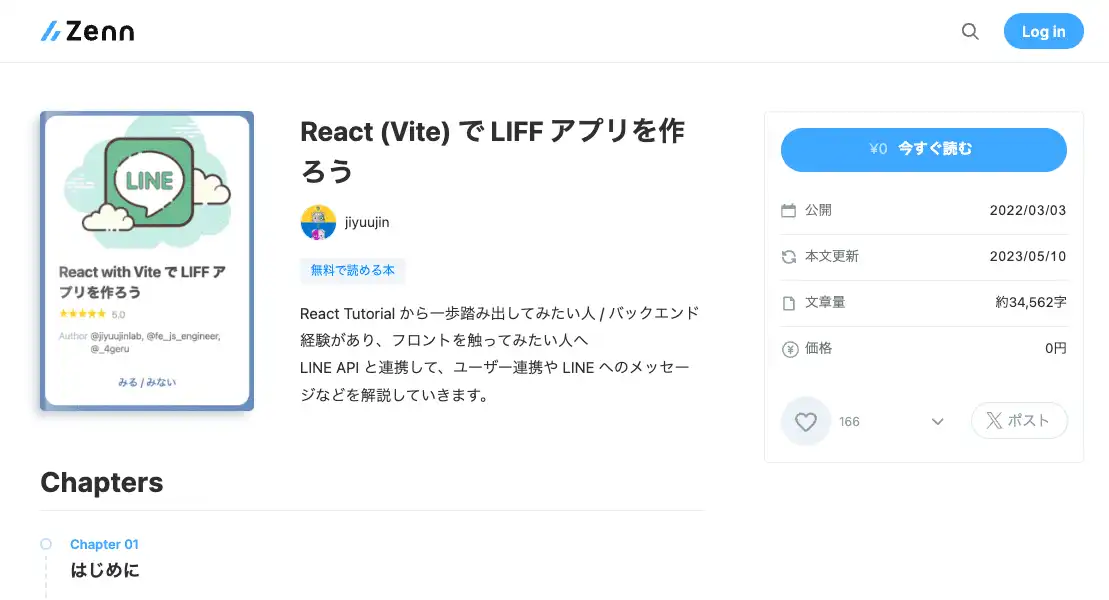 Zenn
Log in
LINE
React with Vite で LIFF ア
プリを作ろう
★★★★★ 5.0
Author @jiyuujinlab, @fe_js_engineer,
@_4geru
みる / みない
React (Vite) で LIFF アプリを作
ろう
jiyuujin
無料で読める本
React Tutorial から一歩踏み出してみたい人 / バックエンド
経験があり、フロントを触ってみたい人へ
LINE API と連携して、ユーザー連携や LINE へのメッセー
ジなどを解説していきます。
¥0 今すぐ読む
公開 2022/03/03
本文更新 2023/05/10
文章量 約34,562字
価格 0円
166
ポスト
Chapters
Chapter 01
はじめに